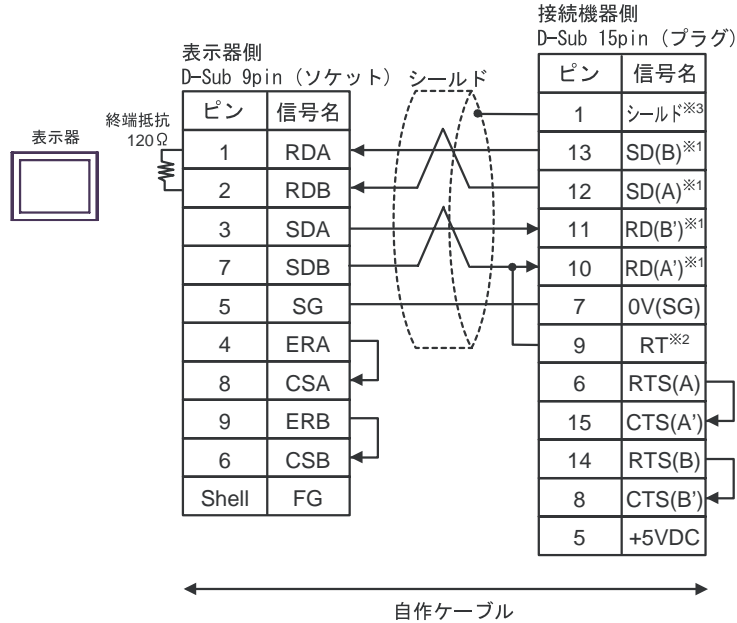 接続機器側
D-Sub 15pin (プラグ)
表示器側
D-Sub 9pin (ソケット)
シールド
表示器
終端抵抗
120Ω
ピン 信号名
1 RDA
2 RDB
3 SDA
7 SDB
5 SG
4 ERA
8 CSA
9 ERB
6 CSB
Shell FG
ピン 信号名
1 シールド※3
13 SD(B)※1
12 SD(A)※1
11 RD(B')※1
10 RD(A')※1
7 0V(SG)
9 RT※2
6 RTS(A)
15 CTS(A')
14 RTS(B)
8 CTS(B')
5 +5VDC
自作ケーブル